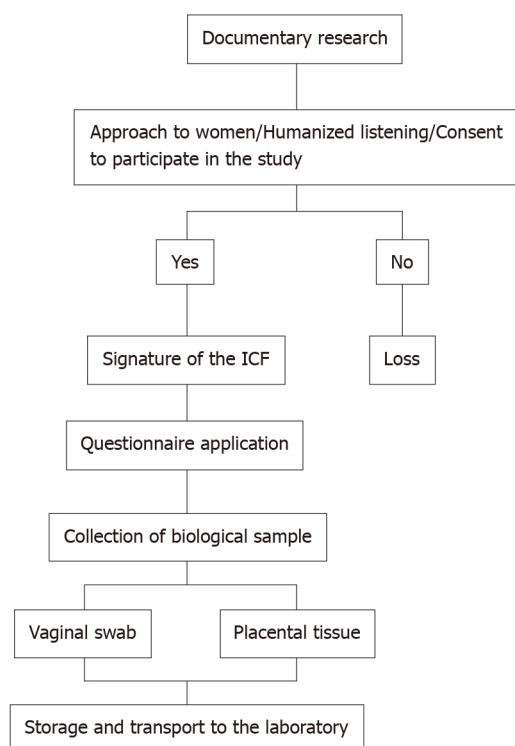 Documentary research
Approach to women/Humanized listening/Consent
to participate in the study
Yes
No
Signature of the ICF
Loss
Questionnaire application
Collection of biological sample
Vaginal swab
Placental tissue
Storage and transport to the laboratory